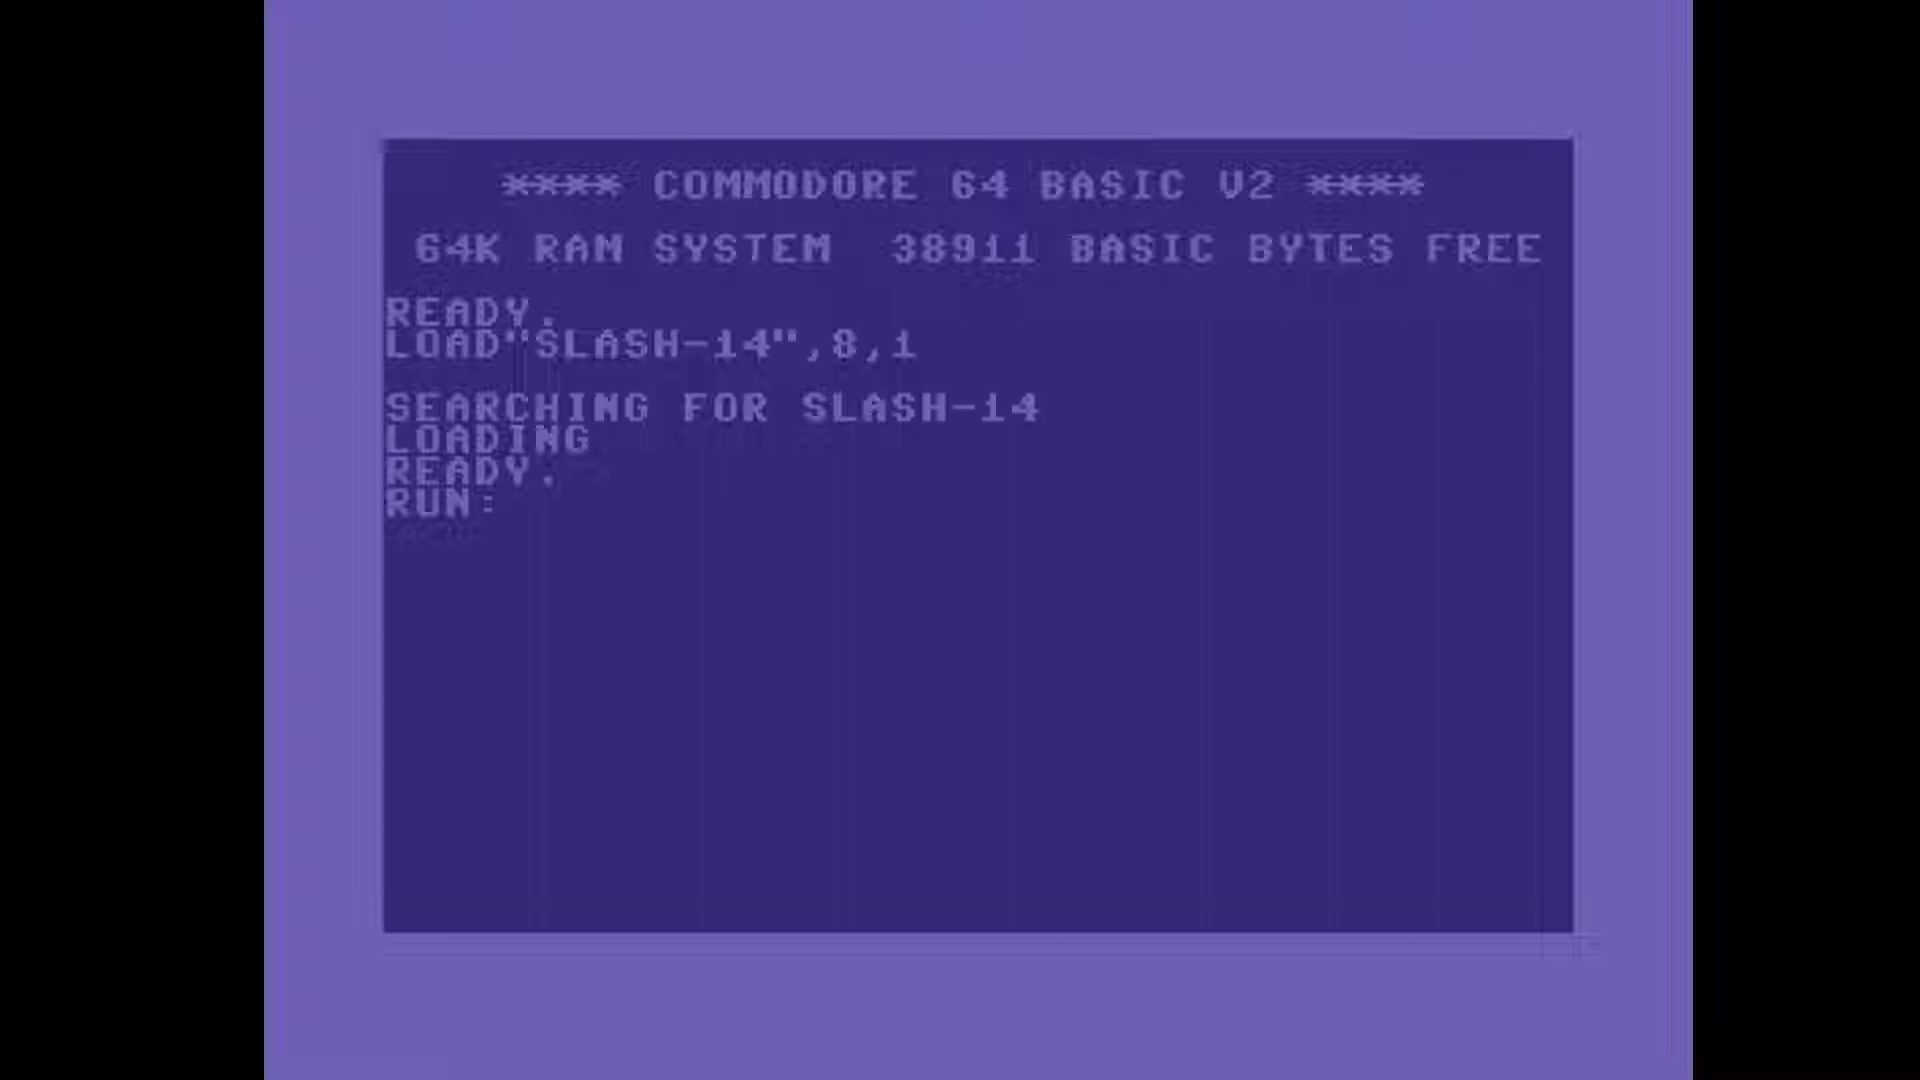 **** COMMODORE 64 BASIC V2 ****
64K RAM SYSTEM  38911 BASIC BYTES FREE
READY.
LOAD"SLASH-14",8,1
SEARCHING FOR SLASH-14
LOADING
READY.
RUN: